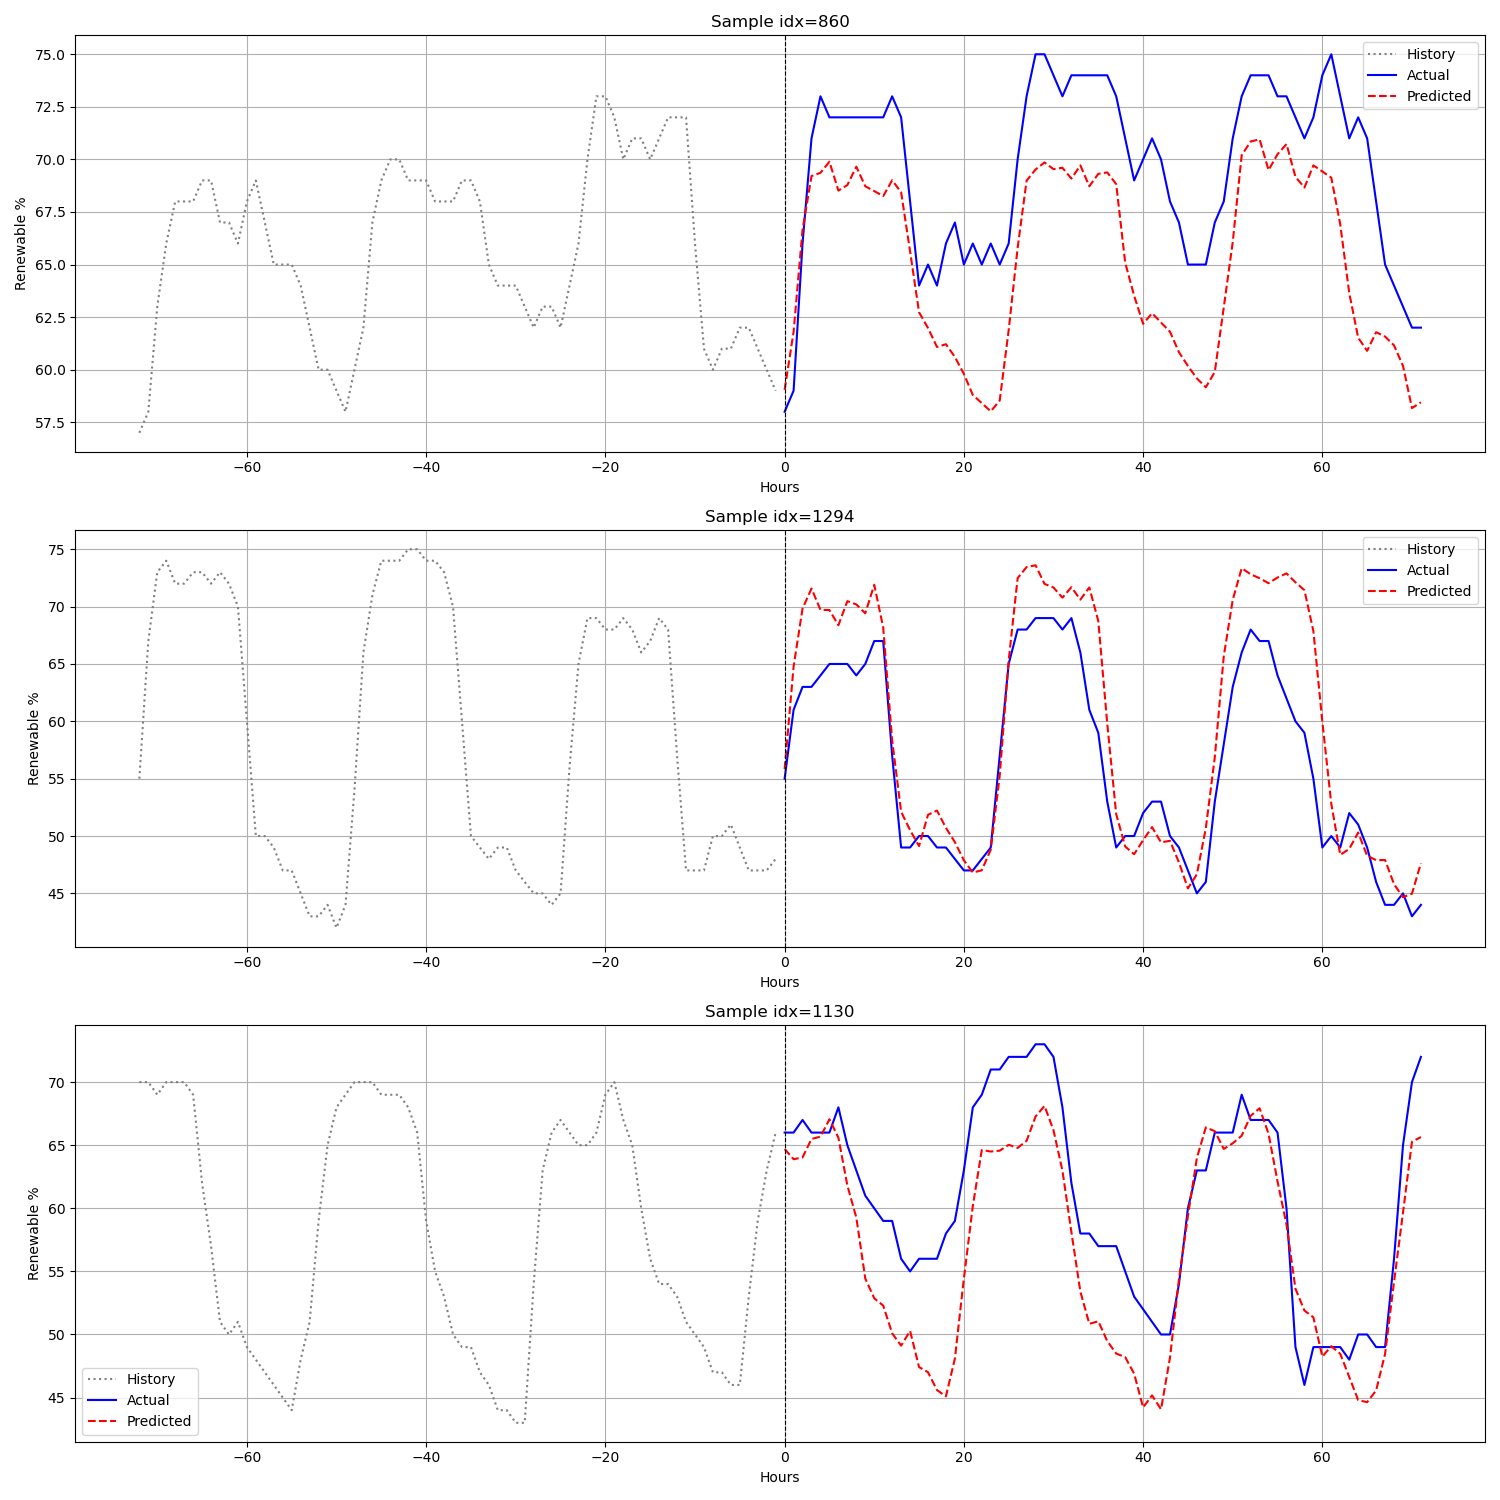 Sample idx=860
Renewable %
75.0
72.5
70.0
67.5
65.0
62.5
60.0
57.5
History
Actual
Predicted
−60 −40 −20 0 20 40 60
Hours
Sample idx=1294
Renewable %
75
70
65
60
55
50
45
History
Actual
Predicted
−60 −40 −20 0 20 40 60
Hours
Sample idx=1130
Renewable %
70
65
60
55
50
45
History
Actual
Predicted
−60 −40 −20 0 20 40 60
Hours